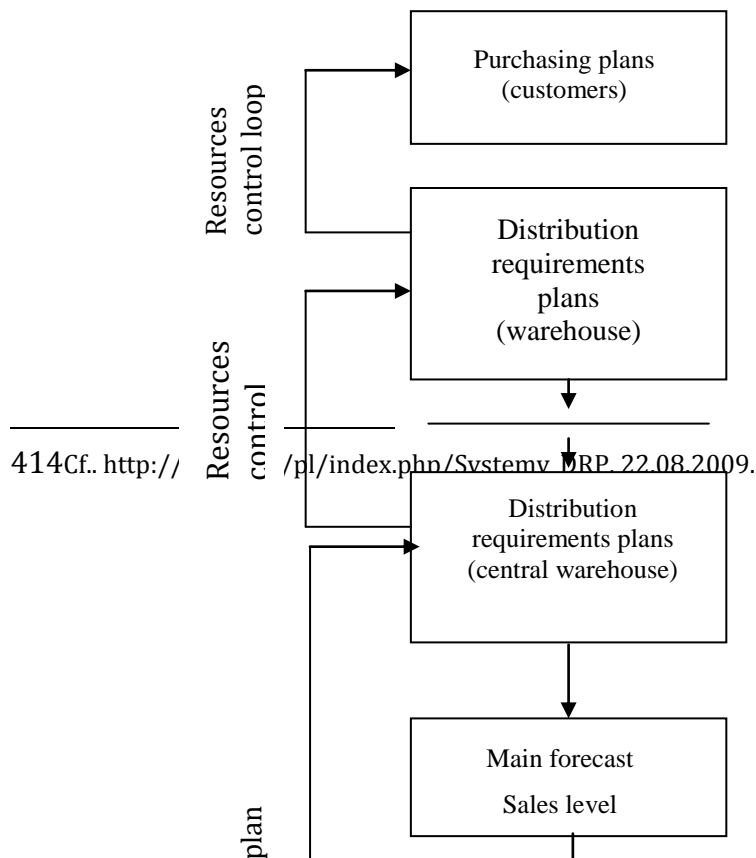 Purchasing plans
(customers)
Resources
control loop
Distribution
requirements
plans
(warehouse)
Resources
control
414Cf.. http:// /pl/index.php/Systemy DRP. 22.08.2009.
Distribution
requirements plans
(central warehouse)
Main forecast
Sales level
plan